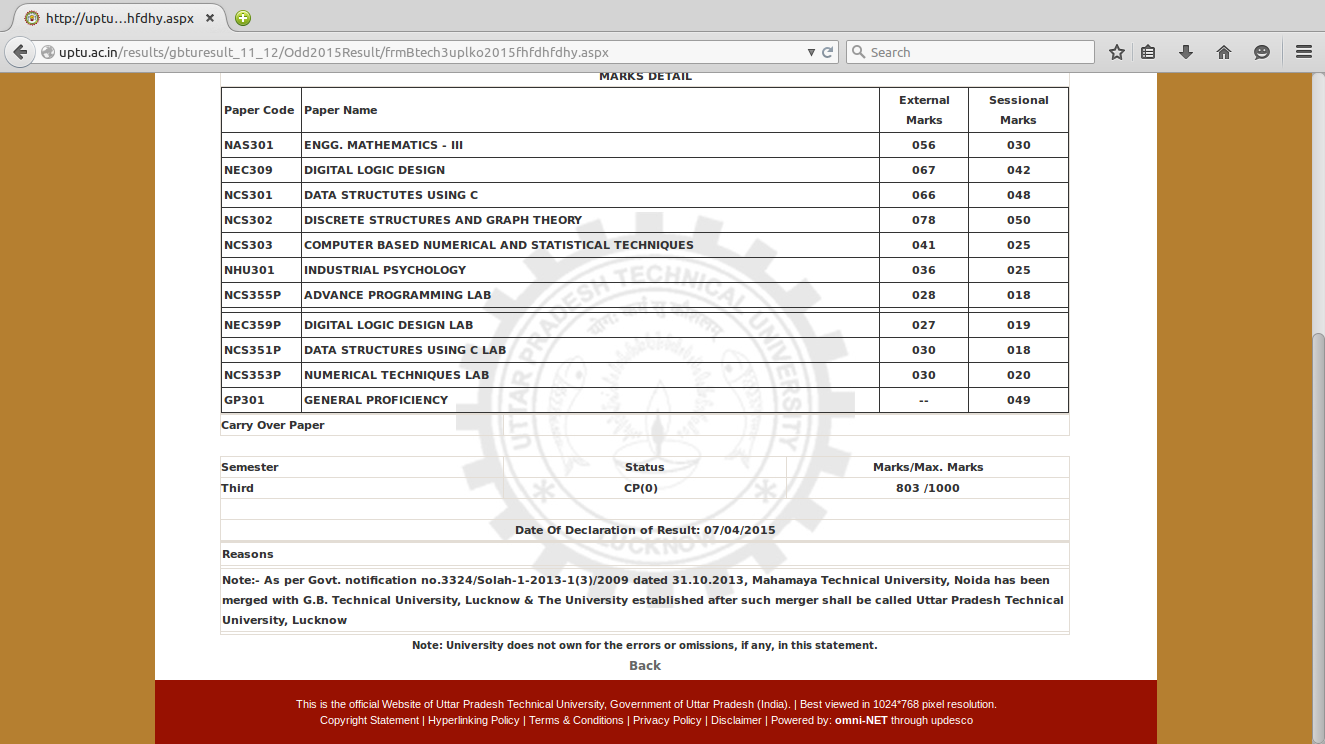 http://uptu...hfdhy.aspx
uptu.ac.in/results/gbturesult_11_12/Odd2015Result/frmBtech3uplko2015fhfdhfdhy.aspx Search
MARKS DETAIL
Paper Code Paper Name External Marks Sessional Marks
NAS301 ENGG. MATHEMATICS - III 056 030
NEC309 DIGITAL LOGIC DESIGN 067 042
NCS301 DATA STRUCTUTES USING C 066 048
NCS302 DISCRETE STRUCTURES AND GRAPH THEORY 078 050
NCS303 COMPUTER BASED NUMERICAL AND STATISTICAL TECHNIQUES 041 025
NHU301 INDUSTRIAL PSYCHOLOGY 036 025
NCS355P ADVANCE PROGRAMMING LAB 028 018
NEC359P DIGITAL LOGIC DESIGN LAB 027 019
NCS351P DATA STRUCTURES USING C LAB 030 018
NCS353P NUMERICAL TECHNIQUES LAB 030 020
GP301 GENERAL PROFICIENCY -- 049
Carry Over Paper
Semester Status Marks/Max. Marks
Third CP(0) 803 /1000
Date Of Declaration of Result: 07/04/2015
Reasons
Note:- As per Govt. notification no.3324/Solah-1-2013-1(3)/2009 dated 31.10.2013, Mahamaya Technical University, Noida has been
merged with G.B. Technical University, Lucknow & The University established after such merger shall be called Uttar Pradesh Technical
University, Lucknow
Note: University does not own for the errors or omissions, if any, in this statement.
Back
This is the official Website of Uttar Pradesh Technical University, Government of Uttar Pradesh (India). | Best viewed in 1024*768 pixel resolution.
Copyright Statement | Hyperlinking Policy | Terms & Conditions | Privacy Policy | Disclaimer | Powered by: omni-NET through updesco
UTTAR PRADESH TECHNICAL UNIVERSITY
LUCKNOW